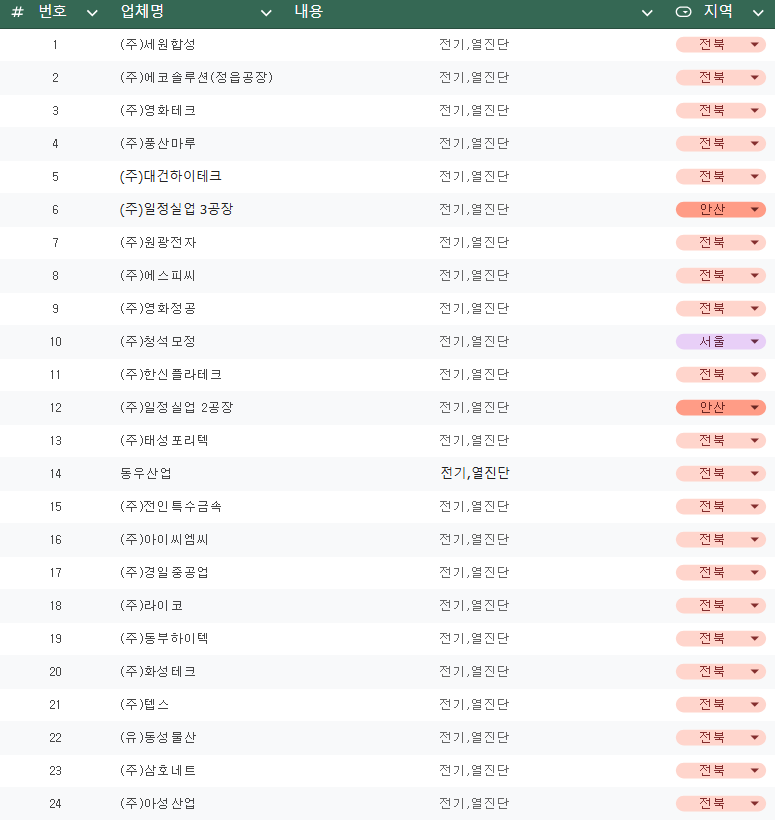 # 번호 업체명 내용 지역
1 (주)세원합성 전기,열진단 전북
2 (주)에코솔루션(정읍공장) 전기,열진단 전북
3 (주)영화테크 전기,열진단 전북
4 (주)풍산마루 전기,열진단 전북
5 (주)대건하이테크 전기,열진단 전북
6 (주)일정실업 3공장 전기,열진단 안산
7 (주)원광전자 전기,열진단 전북
8 (주)에스피씨 전기,열진단 전북
9 (주)영화정공 전기,열진단 전북
10 (주)청석모정 전기,열진단 서울
11 (주)한신플라테크 전기,열진단 전북
12 (주)일정실업 2공장 전기,열진단 안산
13 (주)태성포리텍 전기,열진단 전북
14 동우산업 전기,열진단 전북
15 (주)전인특수금속 전기,열진단 전북
16 (주)아이씨엠씨 전기,열진단 전북
17 (주)경일중공업 전기,열진단 전북
18 (주)라이코 전기,열진단 전북
19 (주)동부하이텍 전기,열진단 전북
20 (주)화성테크 전기,열진단 전북
21 (주)텝스 전기,열진단 전북
22 (유)동성물산 전기,열진단 전북
23 (주)삼호네트 전기,열진단 전북
24 (주)아성산업 전기,열진단 전북